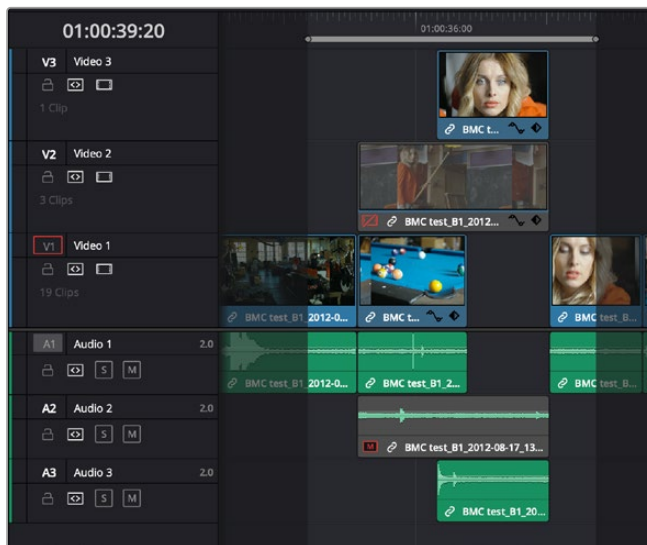 01:00:39:20
01:00:36:00
V3 Video 3
1 Clip
BMC t...
V2 Video 2
3 Clips
BMC test_B1_2012...
V1 Video 1
19 Clips
BMC test_B1_2012-0...
BMC t...
BMC test_B...
A1 Audio 1 2.0
S M
BMC test_B1_2012-0...
BMC test_B1_2...
BMC test_B...
A2 Audio 2 2.0
S M
M BMC test_B1_2012-08-17_13...
A3 Audio 3 2.0
S M
BMC test_B1_20...